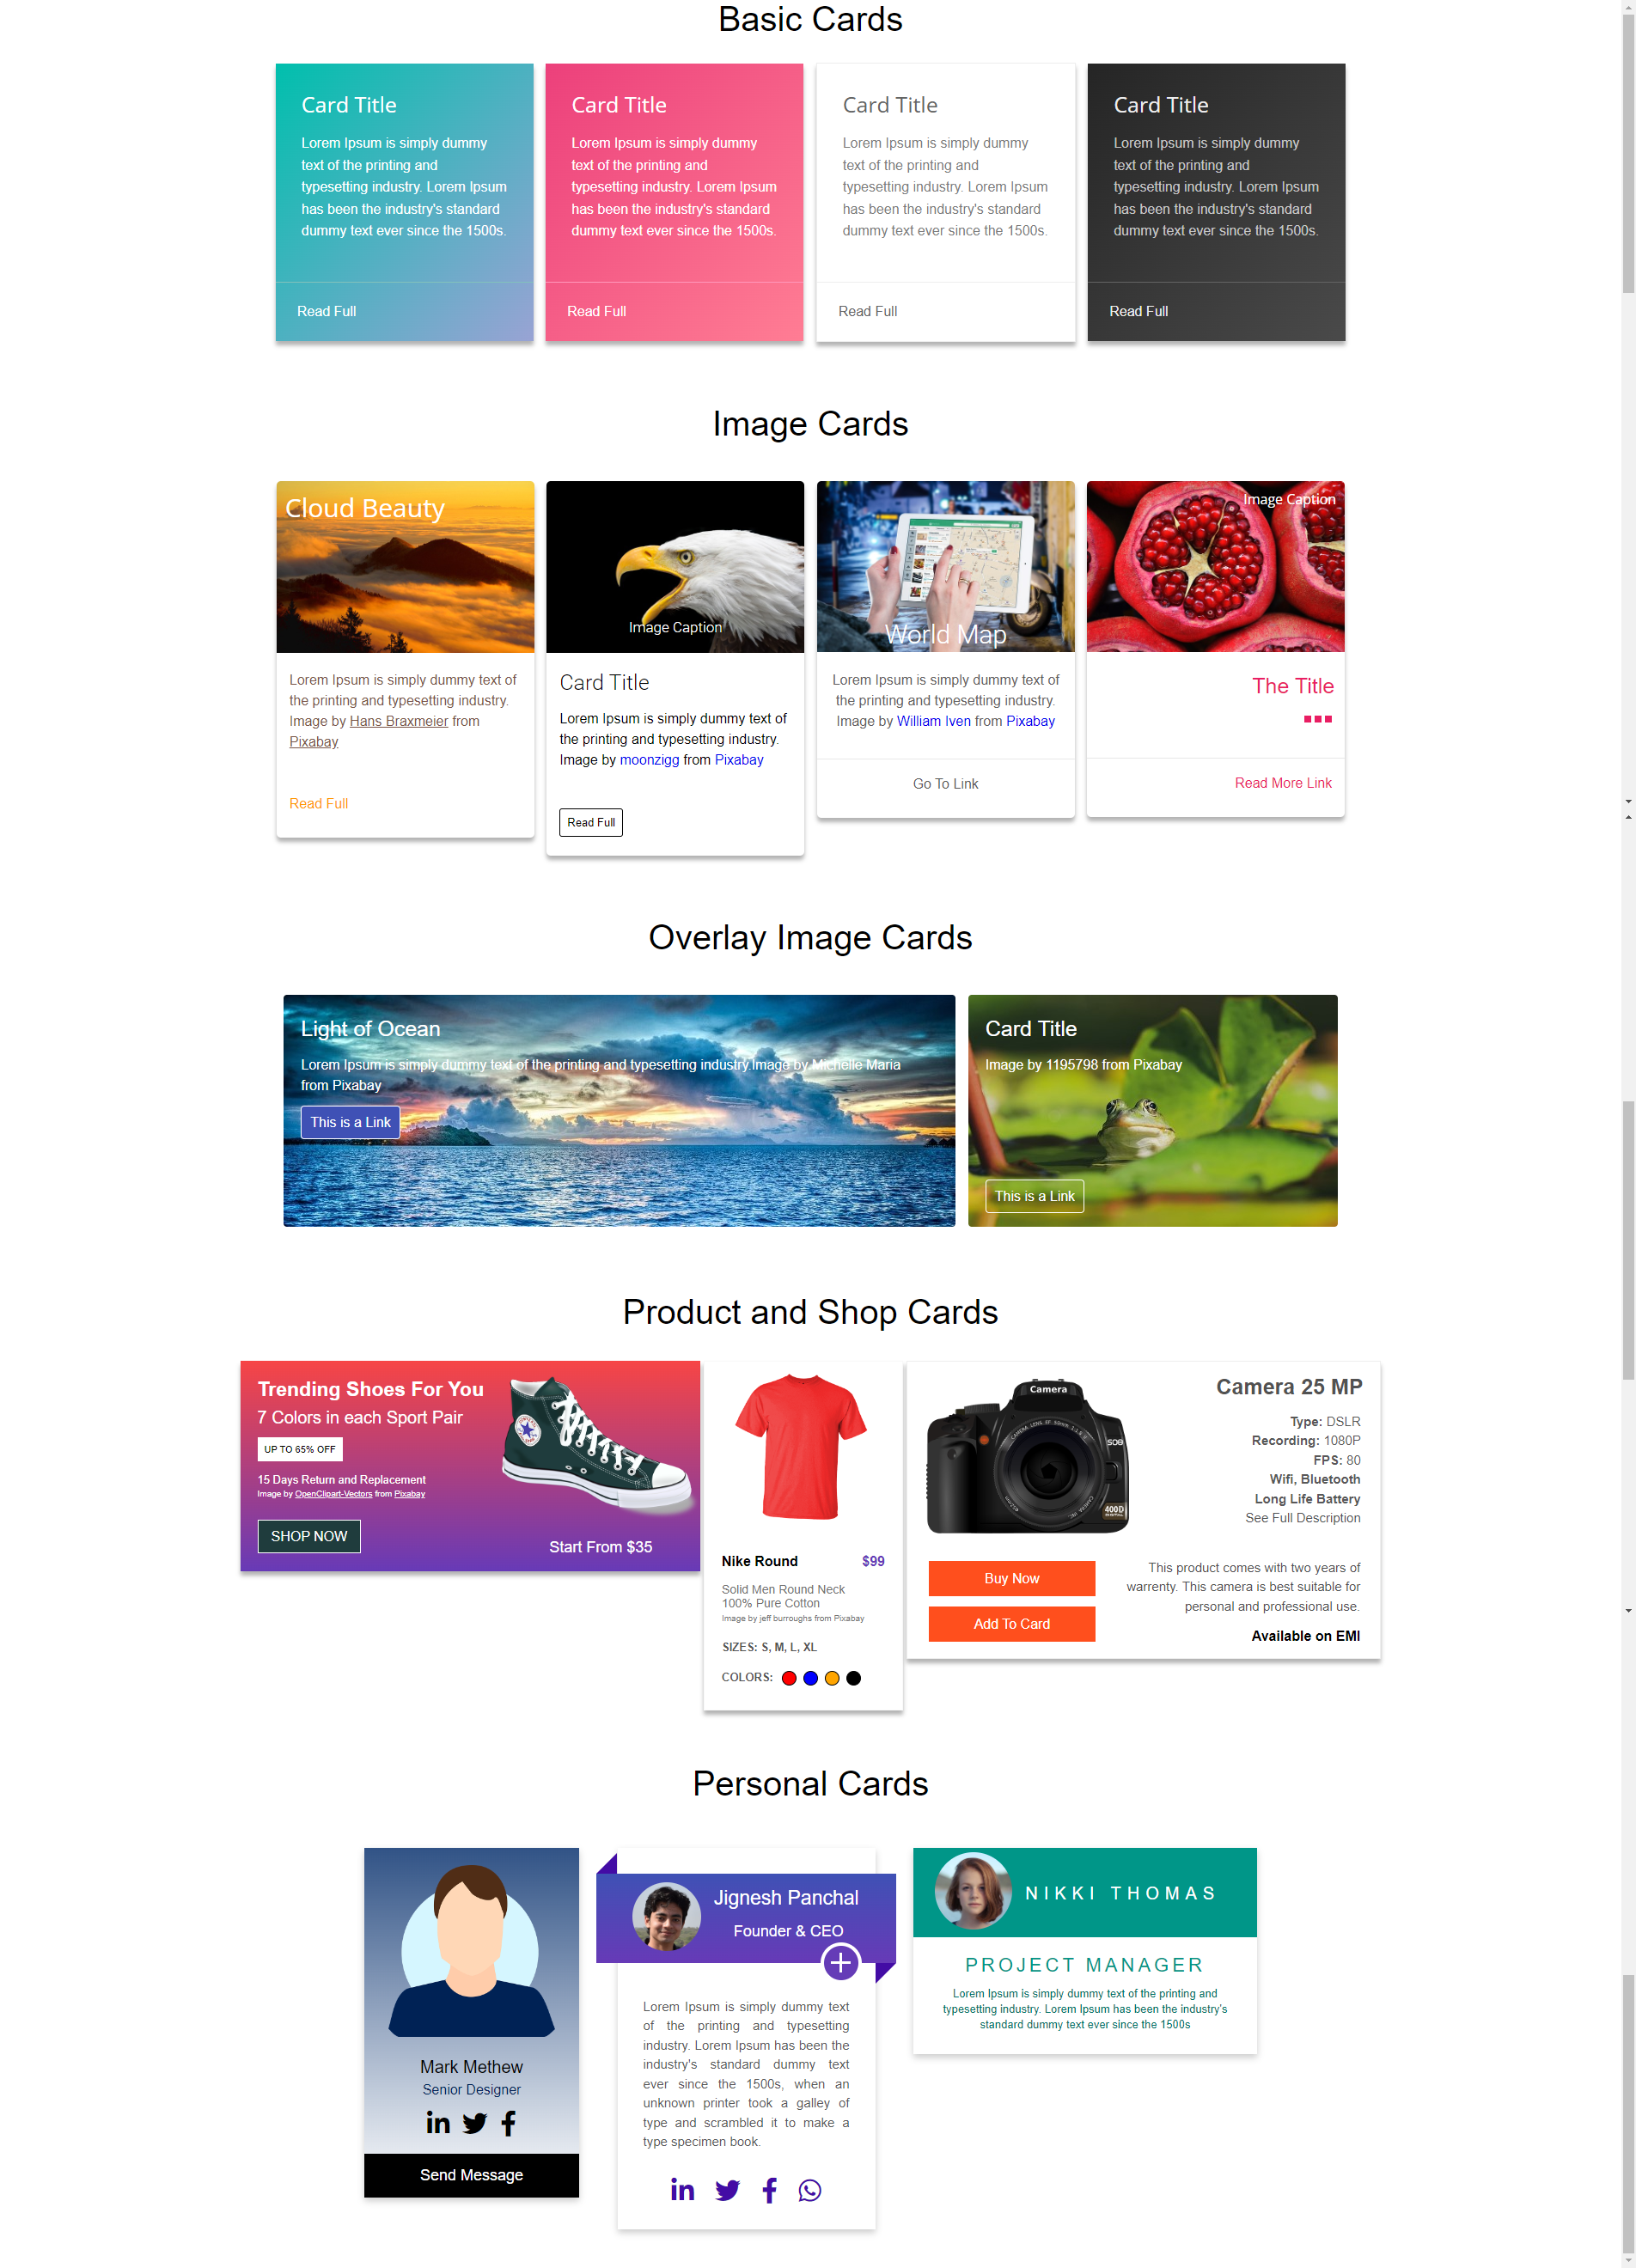 Basic Cards
Card Title
Lorem Ipsum is simply dummy
text of the printing and
typesetting industry. Lorem Ipsum
has been the industry's standard
dummy text ever since the 1500s.
Read Full
Card Title
Lorem Ipsum is simply dummy
text of the printing and
typesetting industry. Lorem Ipsum
has been the industry's standard
dummy text ever since the 1500s.
Read Full
Card Title
Lorem Ipsum is simply dummy
text of the printing and
typesetting industry. Lorem Ipsum
has been the industry's standard
dummy text ever since the 1500s.
Read Full
Card Title
Lorem Ipsum is simply dummy
text of the printing and
typesetting industry. Lorem Ipsum
has been the industry's standard
dummy text ever since the 1500s.
Read Full
Image Cards
Cloud Beauty
Lorem Ipsum is simply dummy text of
the printing and typesetting industry.
Image by Hans Braxmeier from
Pixabay
Read Full
Image Caption
Card Title
Lorem Ipsum is simply dummy text of
the printing and typesetting industry.
Image by moonzigg from Pixabay
Read Full
World Map
Lorem Ipsum is simply dummy text of
the printing and typesetting industry.
Image by William Iven from Pixabay
Go To Link
Image Caption
The Title
Read More Link
Overlay Image Cards
Light of Ocean
Lorem Ipsum is simply dummy text of the printing and typesetting industry.Image by Michelle Maria
from Pixabay
This is a Link
Card Title
Image by 1195798 from Pixabay
This is a Link
Product and Shop Cards
Trending Shoes For You
7 Colors in each Sport Pair
UP TO 65% OFF
15 Days Return and Replacement
Image by OpenClipart-Vectors from Pixabay
SHOP NOW
Start From $35
Nike Round $99
Solid Men Round Neck
100% Pure Cotton
Image by jeff burroughs from Pixabay
SIZES: S, M, L, XL
COLORS:
Camera
SOB
400D
Camera 25 MP
Type: DSLR
Recording: 1080P
FPS: 80
Wifi, Bluetooth
Long Life Battery
See Full Description
Buy Now
Add To Card
This product comes with two years of
warrenty. This camera is best suitable for
personal and professional use.
Available on EMI
Personal Cards
Mark Methew
Senior Designer
Send Message
Jignesh Panchal
Founder & CEO
Lorem Ipsum is simply dummy text
of the printing and typesetting
industry. Lorem Ipsum has been the
industry's standard dummy text
ever since the 1500s, when an
unknown printer took a galley of
type and scrambled it to make a
type specimen book.
NIKKI THOMAS
PROJECT MANAGER
Lorem Ipsum is simply dummy text of the printing and
typesetting industry. Lorem Ipsum has been the industry's
standard dummy text ever since the 1500s